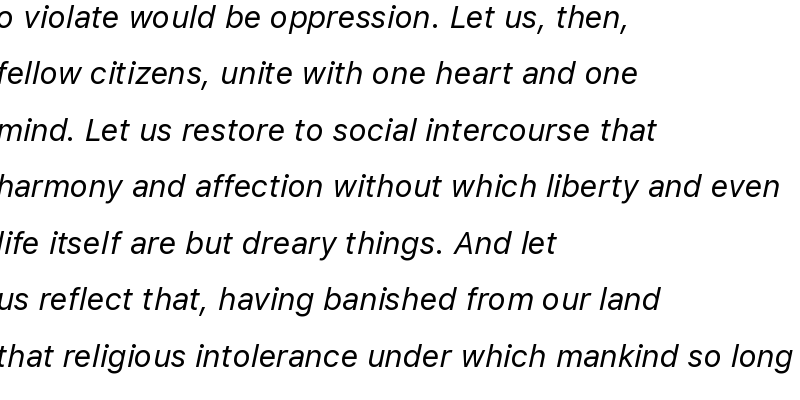 o violate would be oppression. Let us, then,
fellow citizens, unite with one heart and one
mind. Let us restore to social intercourse that
harmony and affection without which liberty and even
life itself are but dreary things. And let
us reflect that, having banished from our land
that religious intolerance under which mankind so long